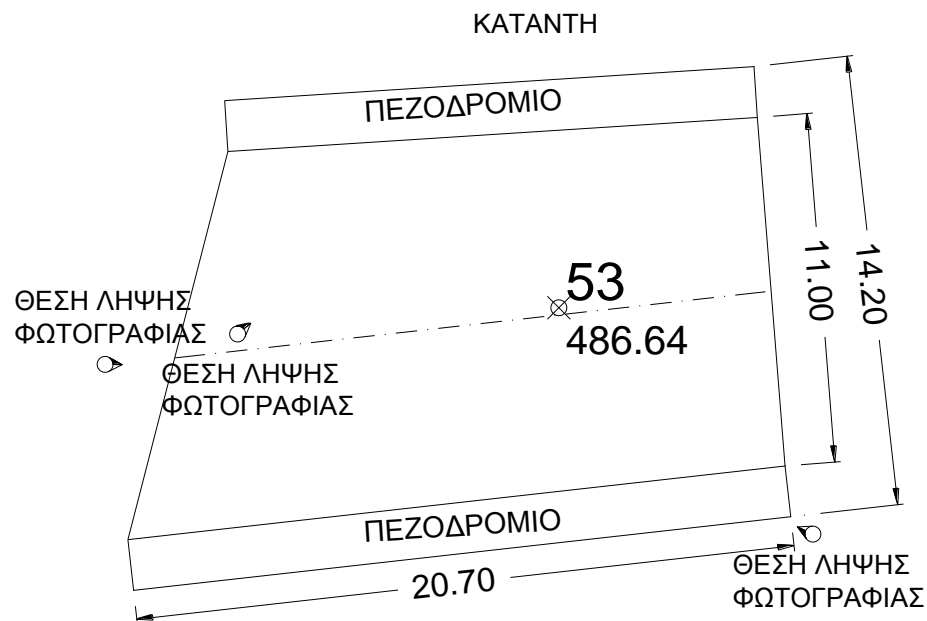 ΚΑΤΑΝΤΗ
ΠΕΖΟΔΡΟΜΙΟ
53
486.64
11.00
14.20
ΘΕΣΗ ΛΗΨΗΣ
ΦΩΤΟΓΡΑΦΙΑΣ
ΘΕΣΗ ΛΗΨΗΣ
ΦΩΤΟΓΡΑΦΙΑΣ
ΠΕΖΟΔΡΟΜΙΟ
20.70
ΘΕΣΗ ΛΗΨΗΣ
ΦΩΤΟΓΡΑΦΙΑΣ